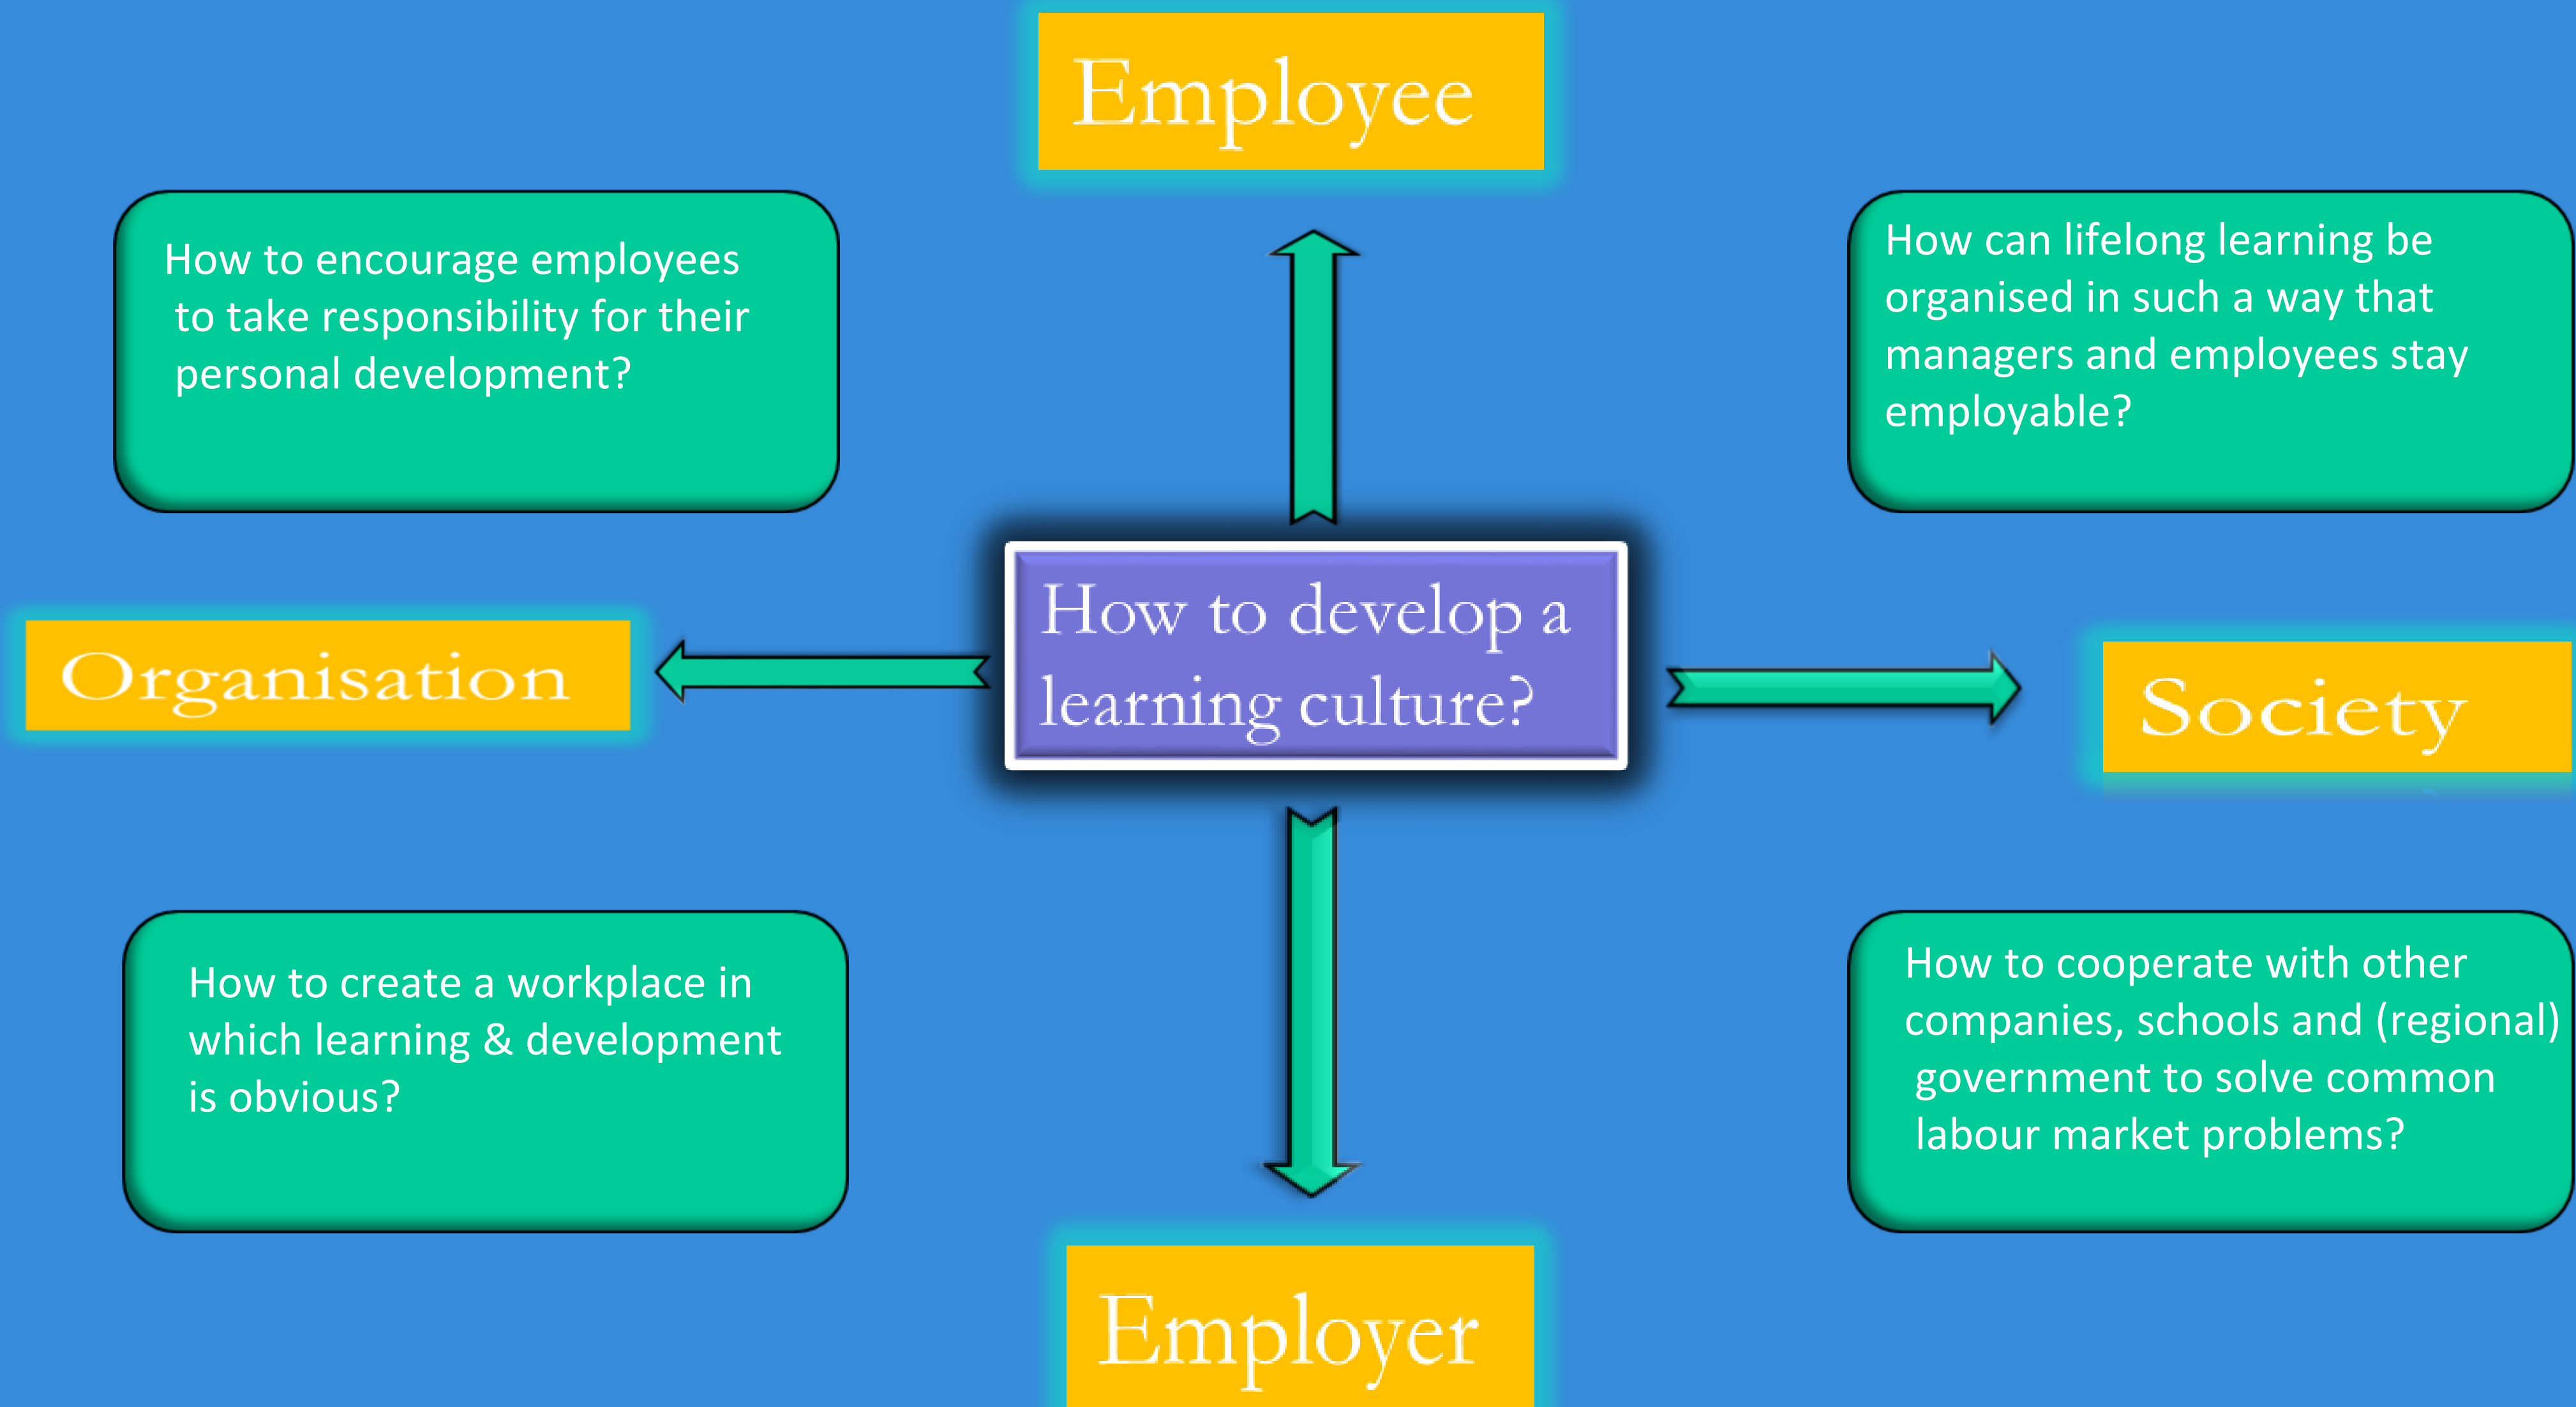 Employee
How to encourage employees
to take responsibility for their
personal development?
How can lifelong learning be
organised in such a way that
managers and employees stay
employable?
How to develop a
learning culture?
Organisation
Society
How to create a workplace in
which learning & development
is obvious?
How to cooperate with other
companies, schools and (regional)
government to solve common
labour market problems?
Employer